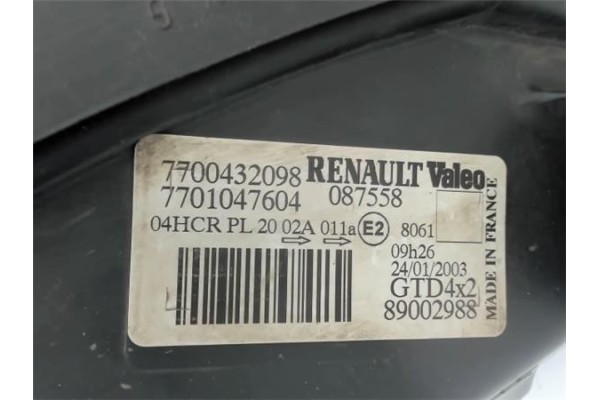 7700432098 RENAULT Valeo
7701047604 087558
04HCR PL 20 02A 011a E2 8061
09h26
24/01/2003
GTD4x2
89002988
MADE IN FRANCE